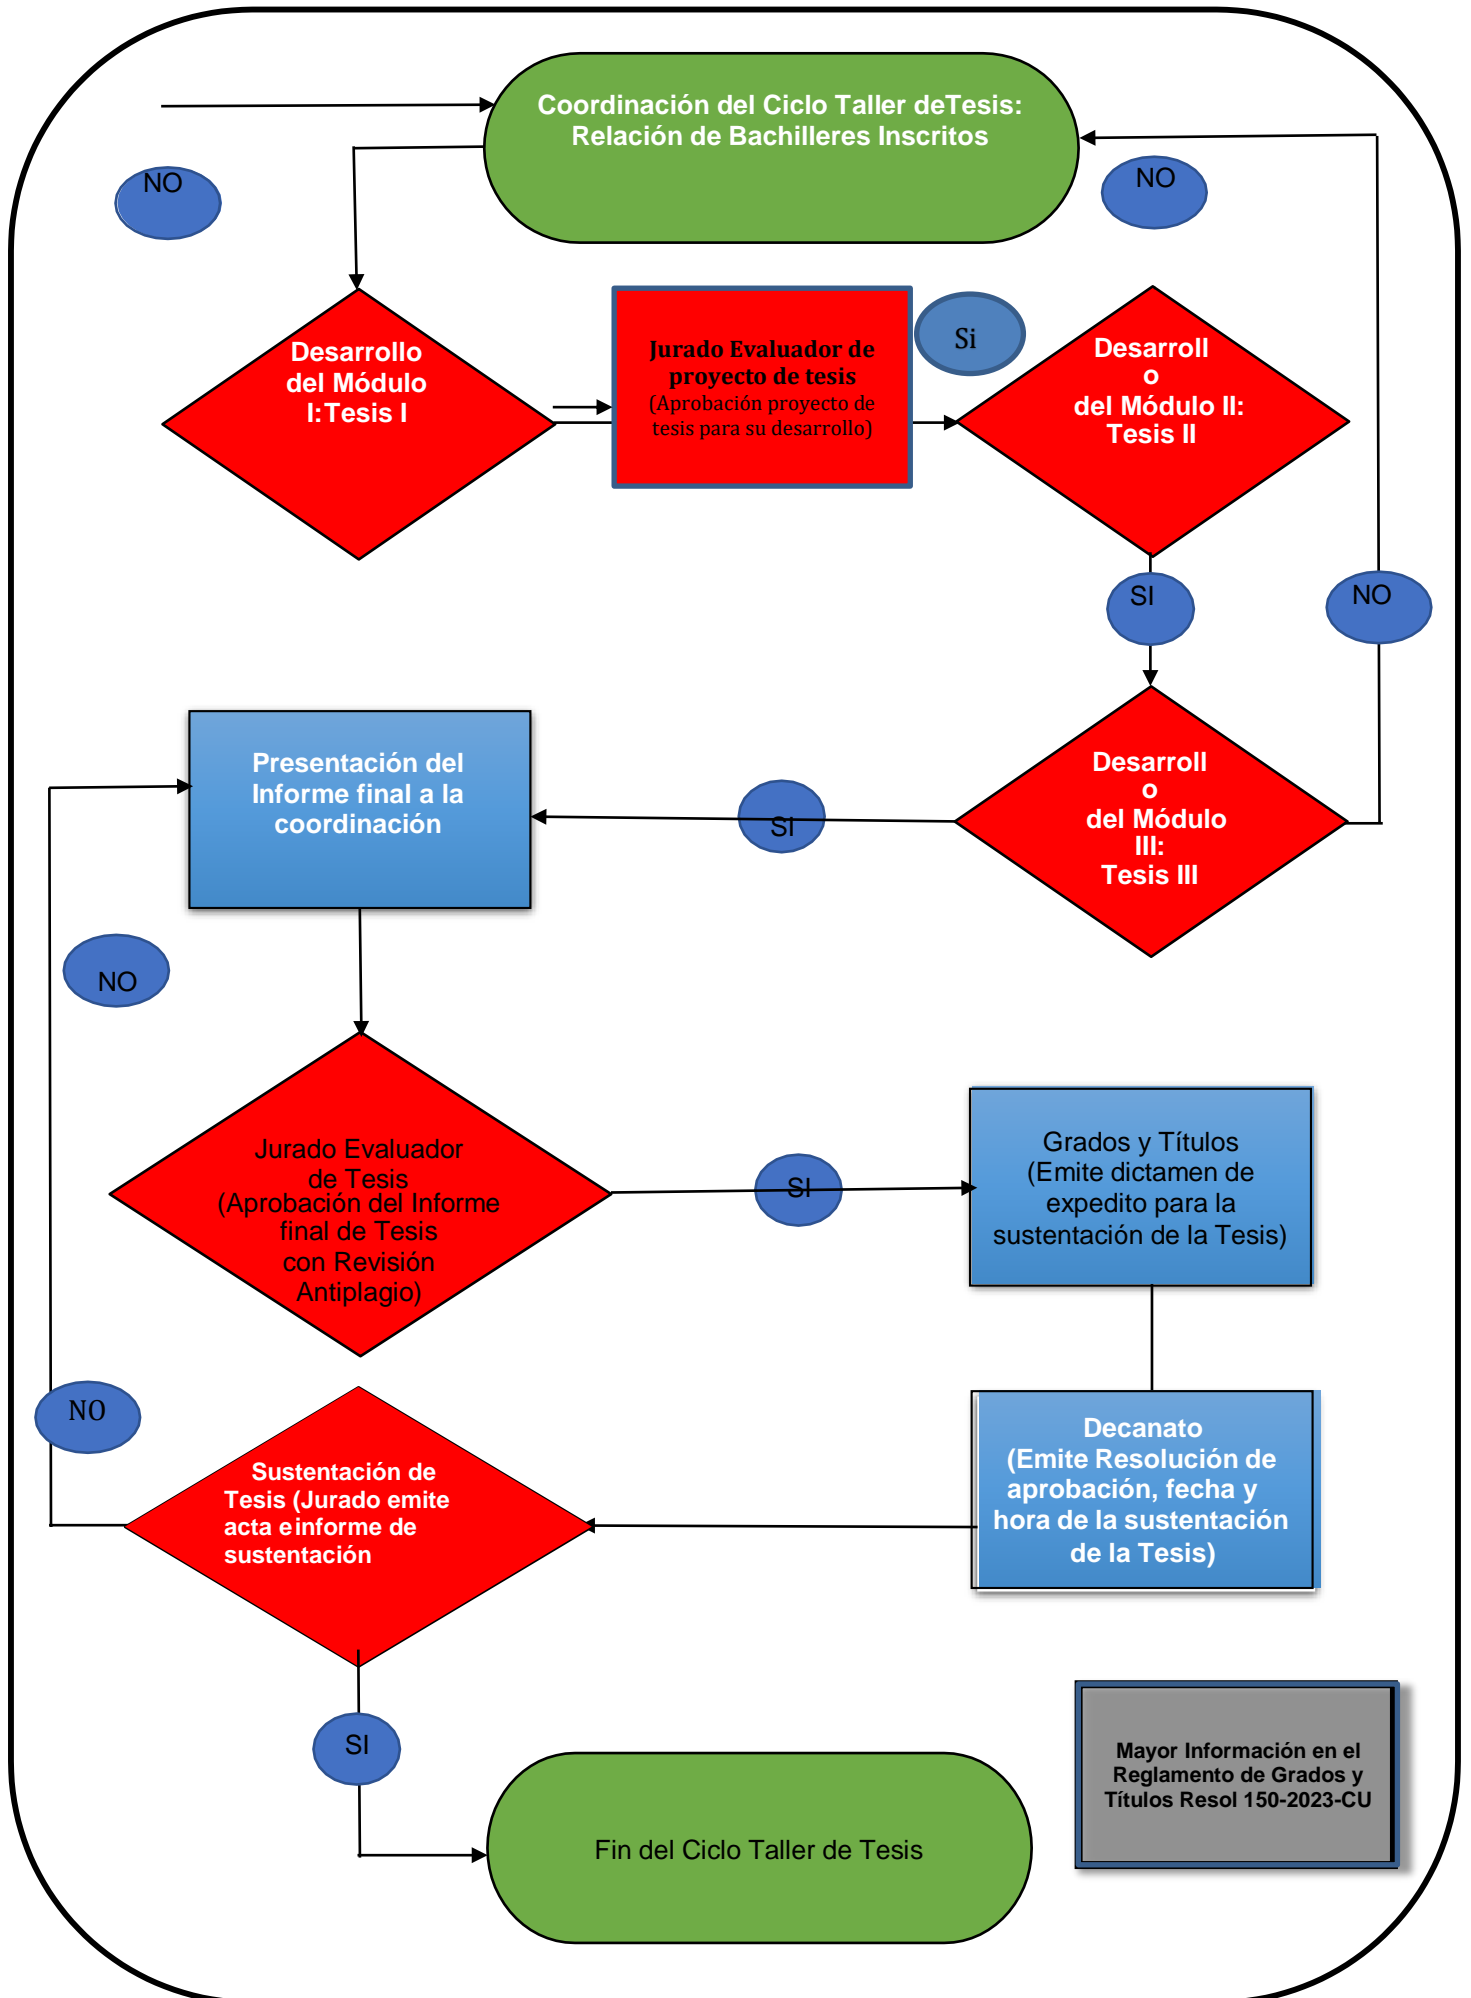 Coordinación del Ciclo Taller deTesis:
Relación de Bachilleres Inscritos
NO
NO
Desarrollo
del Módulo
I:Tesis I
Jurado Evaluador de
proyecto de tesis
(Aprobación proyecto de
tesis para su desarrollo)
Si
Desarroll
o
del Módulo II:
Tesis II
SI
NO
Presentación del
Informe final a la
coordinación
SI
Desarroll
o
del Módulo
III:
Tesis III
NO
Jurado Evaluador
de Tesis
(Aprobación del Informe
final de Tesis
con Revisión
Antiplagio)
SI
Grados y Títulos
(Emite dictamen de
expedito para la
sustentación de la Tesis)
NO
Sustentación de
Tesis (Jurado emite
acta e informe de
sustentación
Decanato
(Emite Resolución de
aprobación, fecha y
hora de la sustentación
de la Tesis)
SI
Fin del Ciclo Taller de Tesis
Mayor Información en el
Reglamento de Grados y
Títulos Resol 150-2023-CU